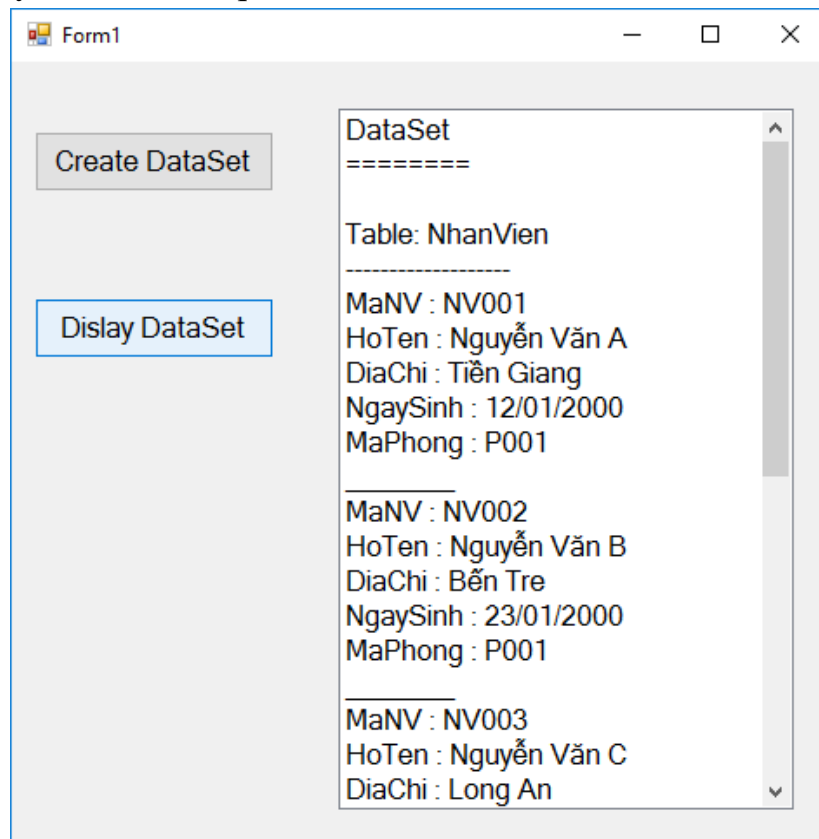 Form1
Create DataSet
Dislay DataSet
DataSet
========
Table: NhanVien
-------------------
MaNV : NV001
HoTen : Nguyễn Văn A
DiaChi : Tiền Giang
NgaySinh : 12/01/2000
MaPhong : P001
_______
MaNV : NV002
HoTen : Nguyễn Văn B
DiaChi : Bến Tre
NgaySinh : 23/01/2000
MaPhong : P001
_______
MaNV : NV003
HoTen : Nguyễn Văn C
DiaChi : Long An